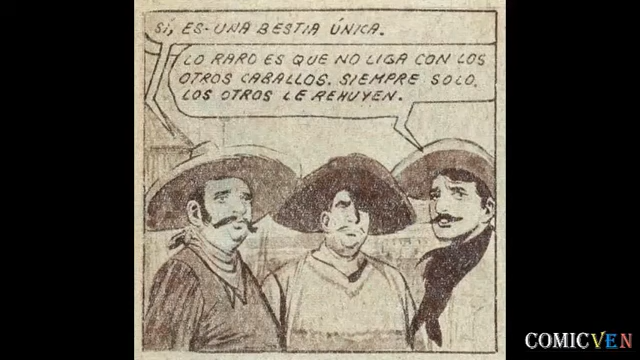 SÍ, ES-UNA BESTIA ÚNICA.
LO RARO ES QUE NO LIGA CON LOS
OTROS CABALLOS. SIEMPRE SOLO.
LOS OTROS LE REHUYEN.
COMICVEN